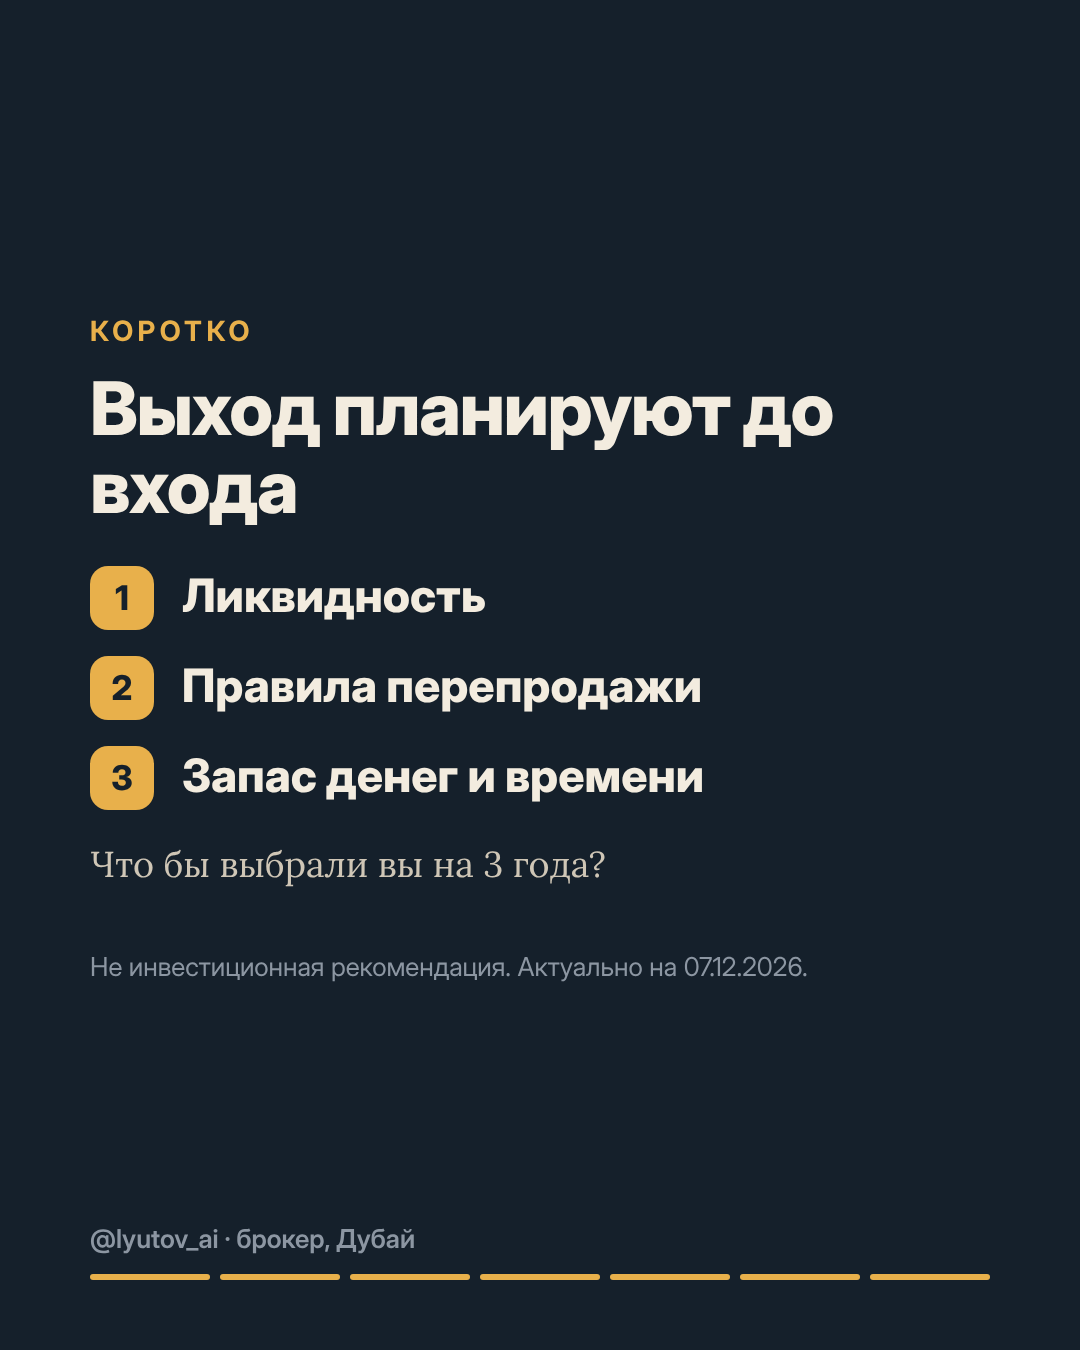 КОРОТКО
Выход планируют до
входа
1 Ликвидность
2 Правила перепродажи
3 Запас денег и времени
Что бы выбрали вы на 3 года?
Не инвестиционная рекомендация. Актуально на 07.12.2026.
@lyutov_ai · брокер, Дубай